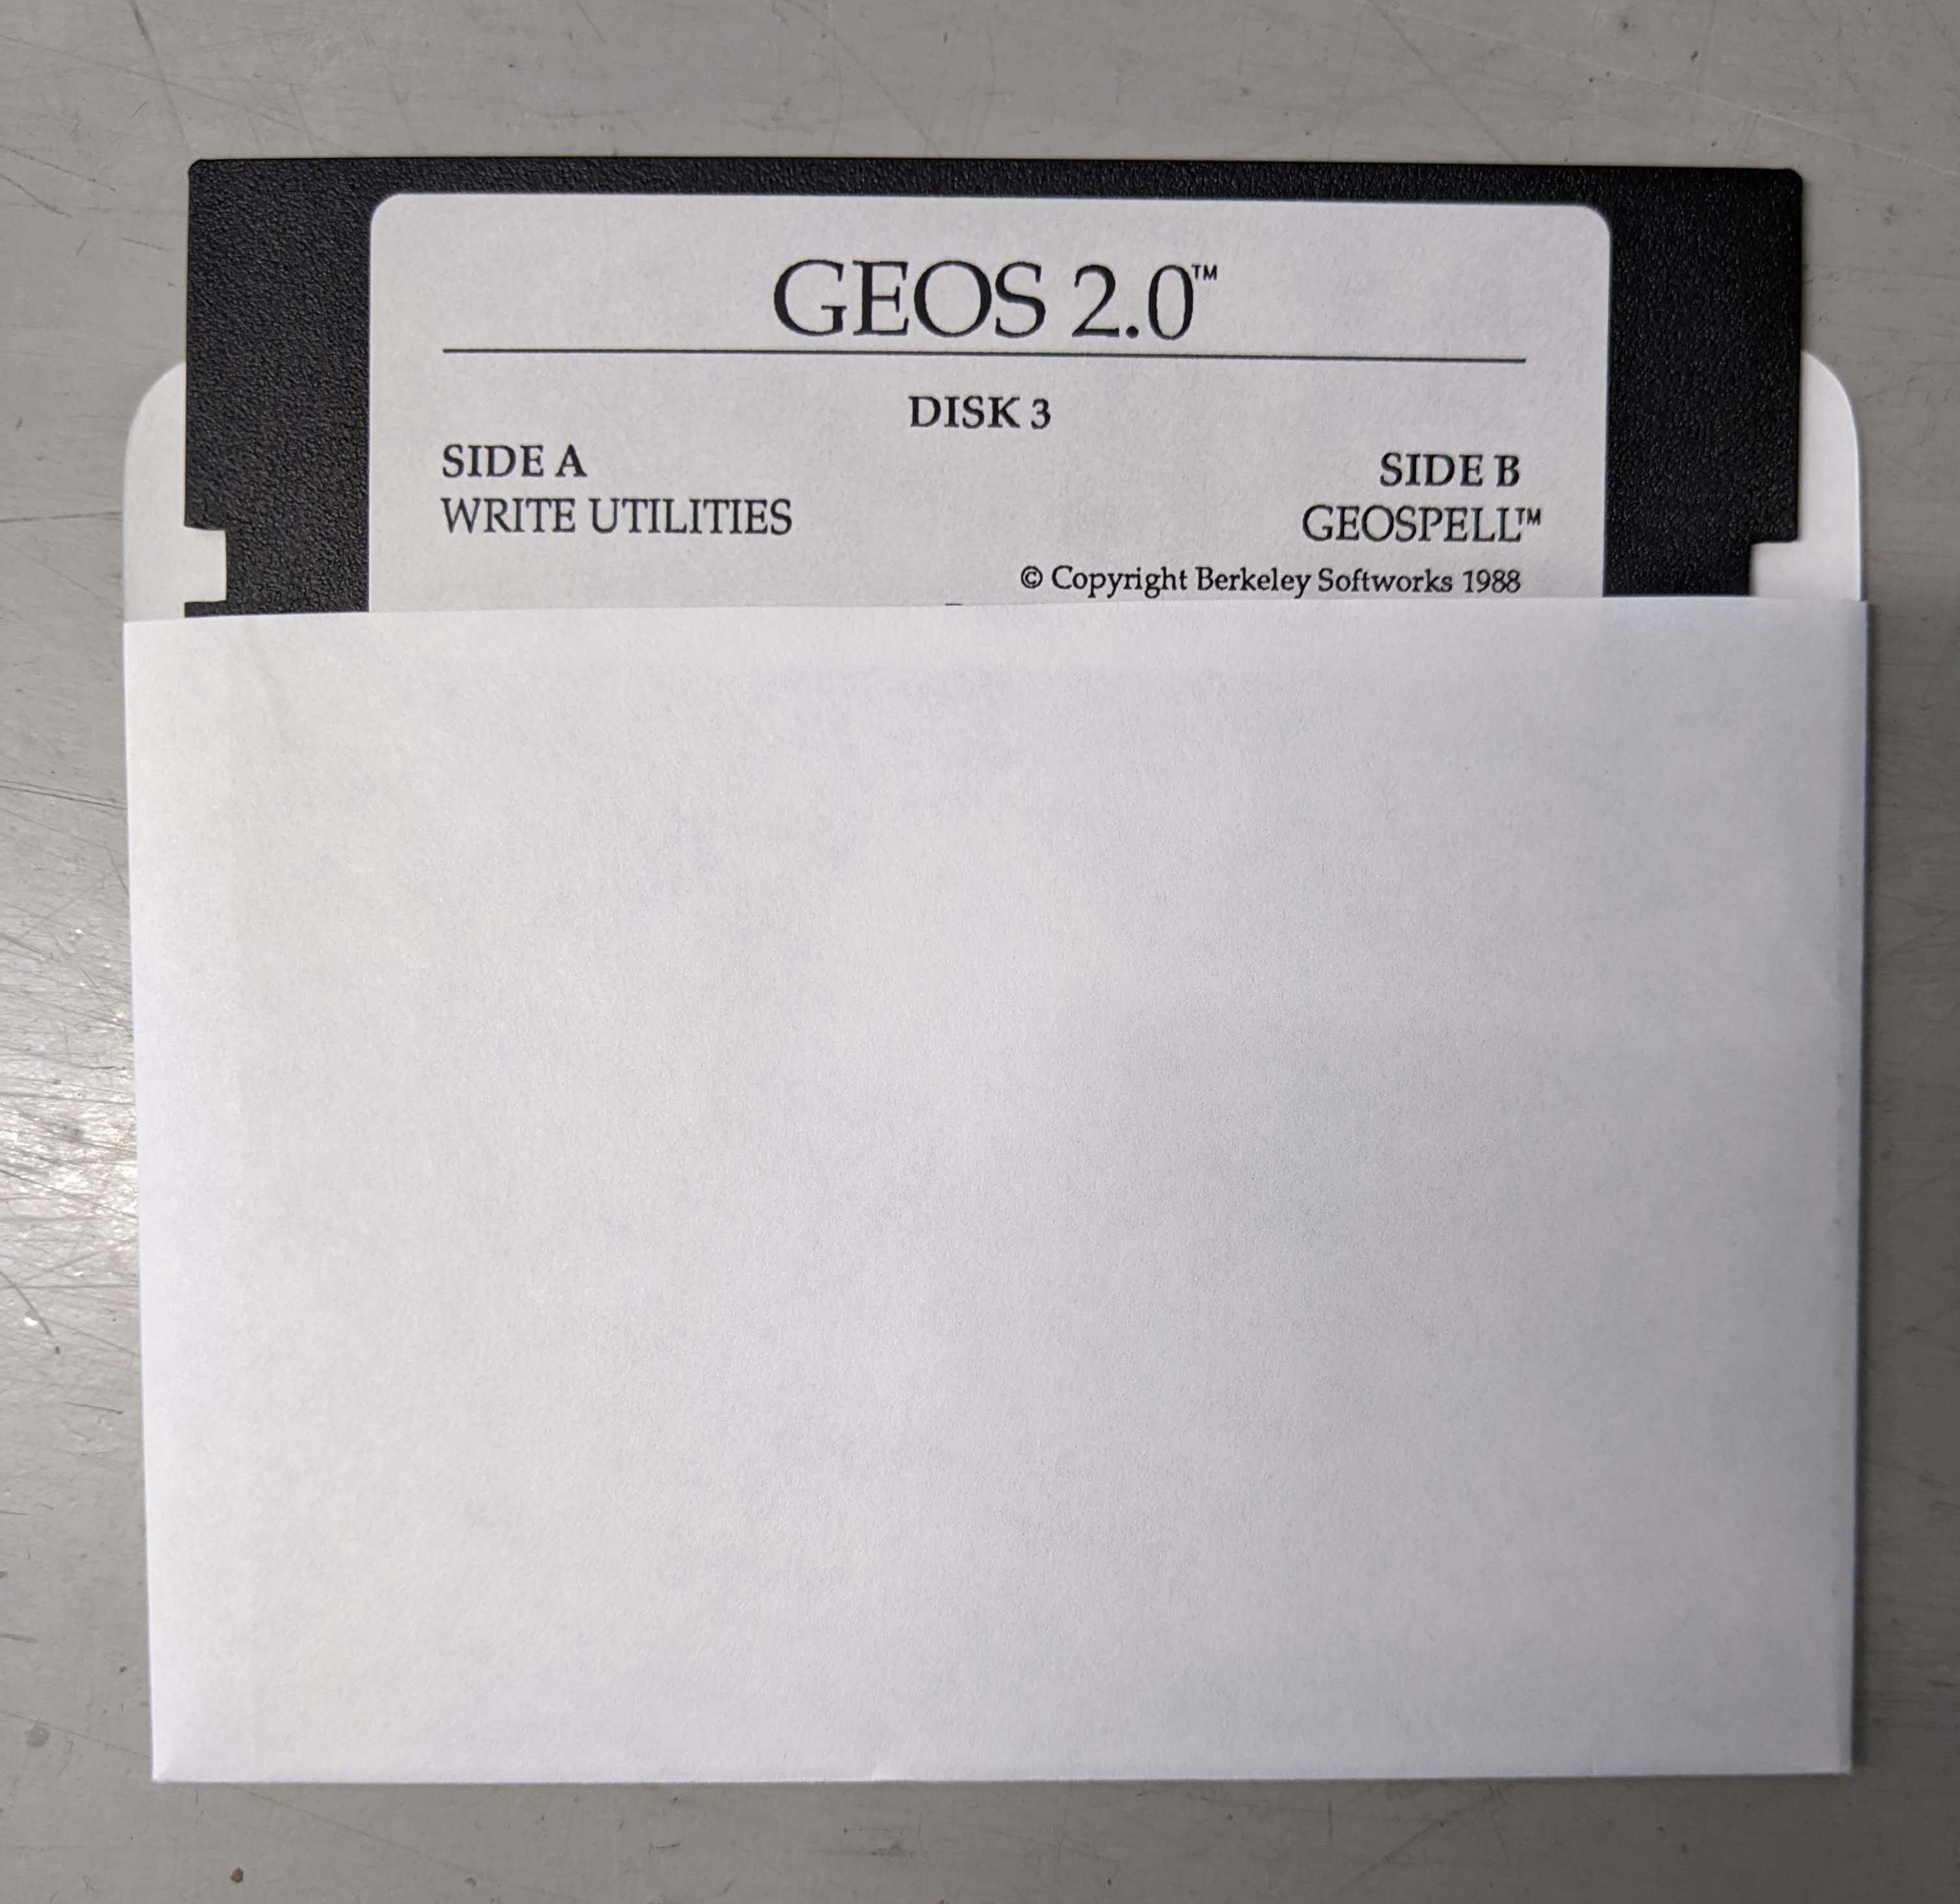 GEOS 2.0™
DISK 3
SIDE A
WRITE UTILITIES
SIDE B
GEOSPELL™
© Copyright Berkeley Softworks 1988